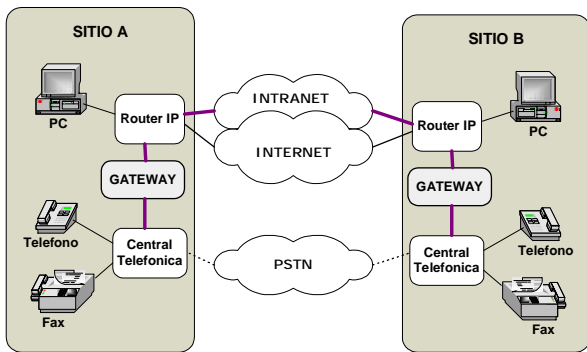 SITIO A
PC
Router IP
GATEWAY
Telefono
Central
Telefonica
Fax
INTRANET
INTERNET
PSTN
SITIO B
Router IP
PC
GATEWAY
Central
Telefonica
Telefono
Fax